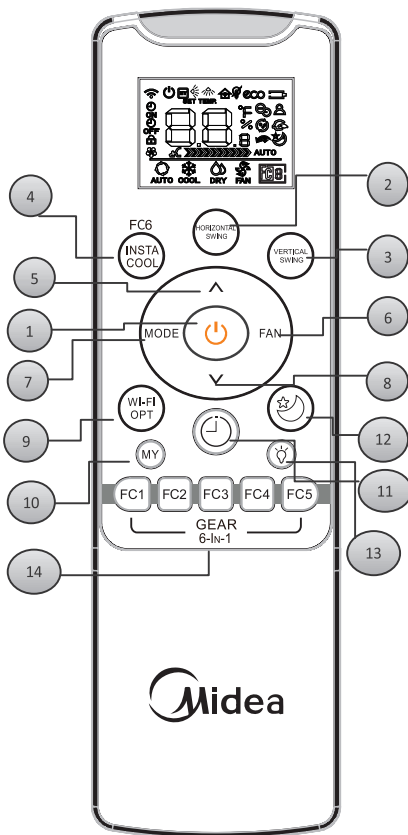 eco
SET TEMP.
°F
%
AUTO
AUTO COOL DRY FAN
FC6
INSTA
COOL
HORIZONTAL
SWING
VERTICAL
SWING
MODE
FAN
WI-FI
OPT
MY
FC1 FC2 FC3 FC4 FC5
GEAR
6-IN-1
Midea
4
2
5
3
1
6
7
8
9
12
10
11
14
13